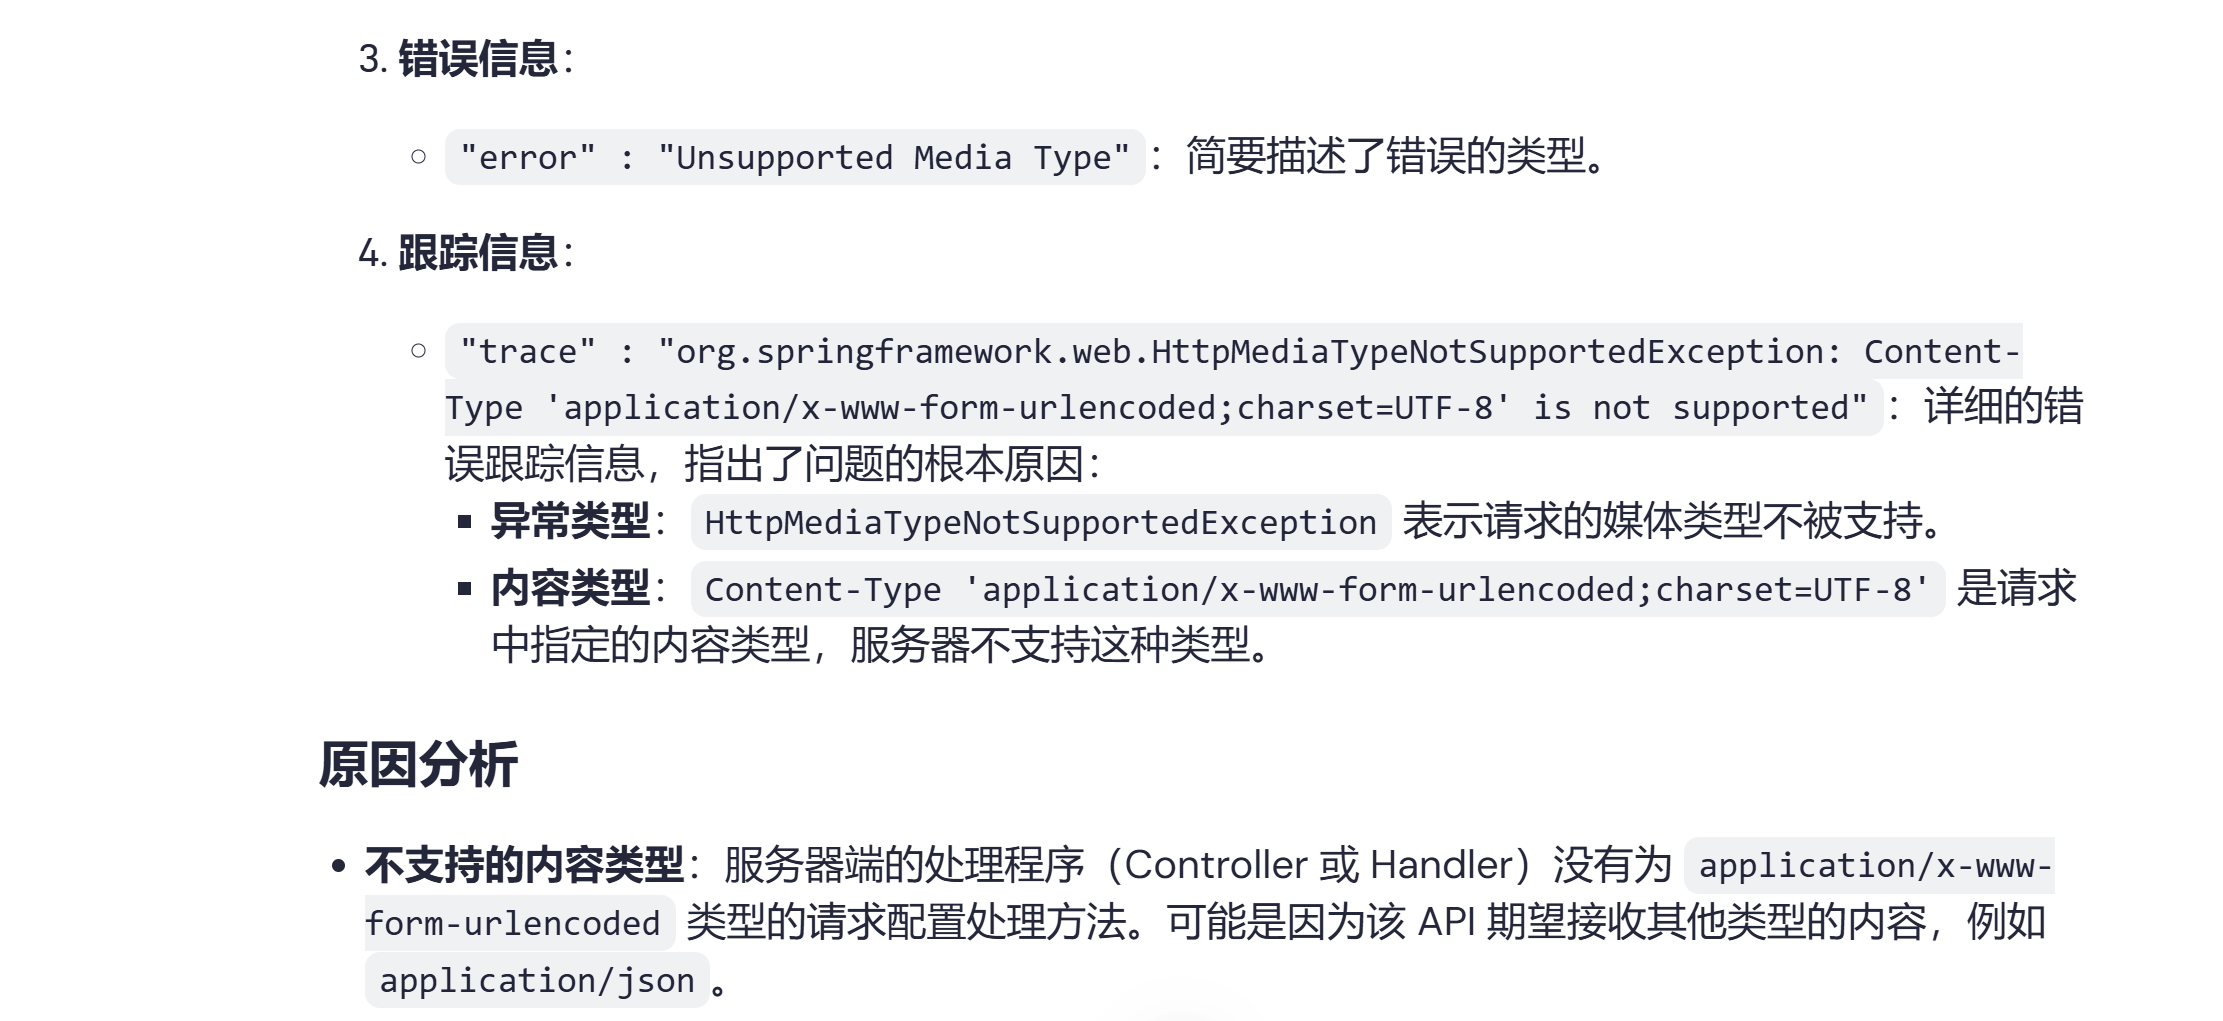 3. 错误信息：
"error" : "Unsupported Media Type" ：简要描述了错误的类型。
4. 跟踪信息：
"trace" : "org.springframework.web.HttpMediaTypeNotSupportedException: Content-
Type 'application/x-www-form-urlencoded;charset=UTF-8' is not supported" ：详细的错
误跟踪信息，指出了问题的根本原因：
异常类型： HttpMediaTypeNotSupportedException 表示请求的媒体类型不被支持。
内容类型： Content-Type 'application/x-www-form-urlencoded;charset=UTF-8' 是请求
中指定的内容类型，服务器不支持这种类型。
原因分析
不支持的内容类型：服务器端的处理程序（Controller 或 Handler）没有为 application/x-www-
form-urlencoded 类型的请求配置处理方法。可能是因为该 API 期望接收其他类型的内容，例如
application/json 。